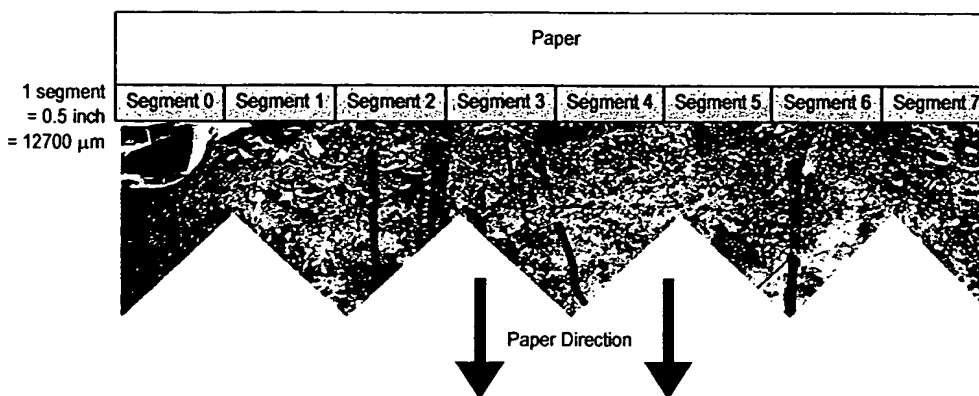 Paper
1 segment
= 0.5 inch
= 12700 μm
Segment 0 Segment 1 Segment 2 Segment 3 Segment 4 Segment 5 Segment 6 Segment 7
Paper Direction